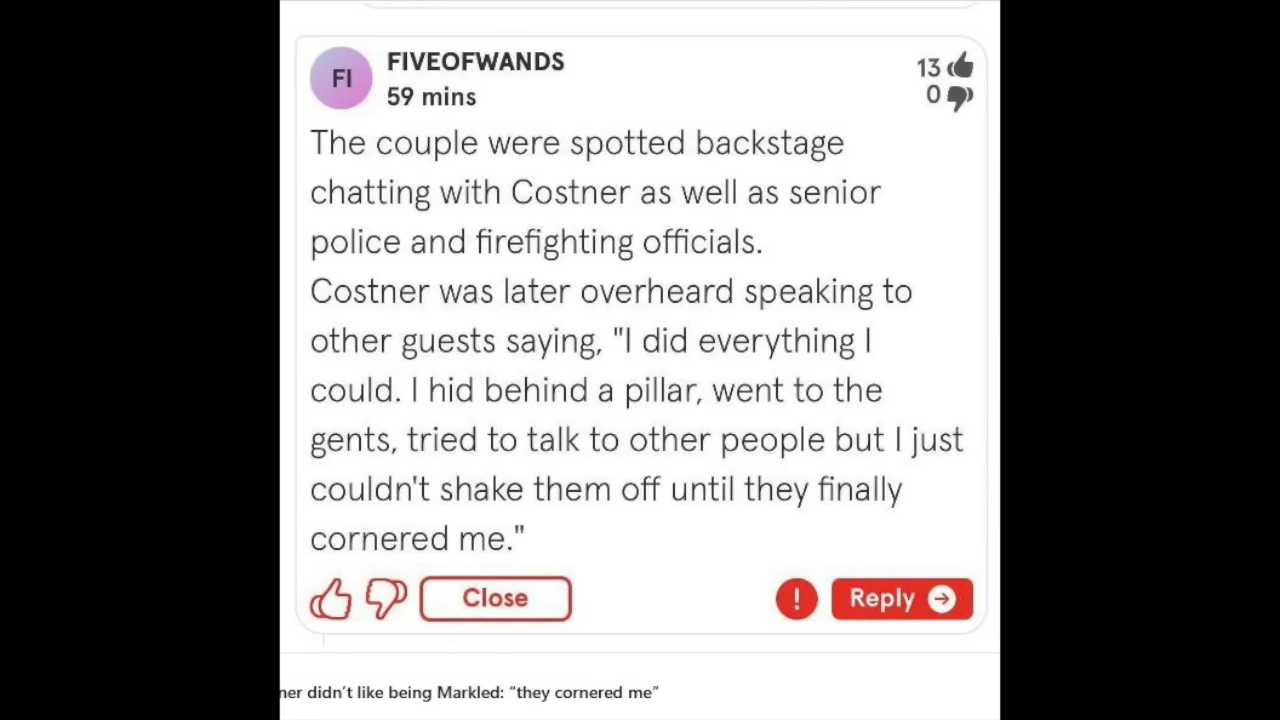 FI
FIVEOFWANDS
59 mins
13
0
The couple were spotted backstage
chatting with Costner as well as senior
police and firefighting officials.
Costner was later overheard speaking to
other guests saying, "I did everything I
could. I hid behind a pillar, went to the
gents, tried to talk to other people but I just
couldn't shake them off until they finally
cornered me."
Close
!
Reply
ner didn’t like being Markled: “they cornered me”